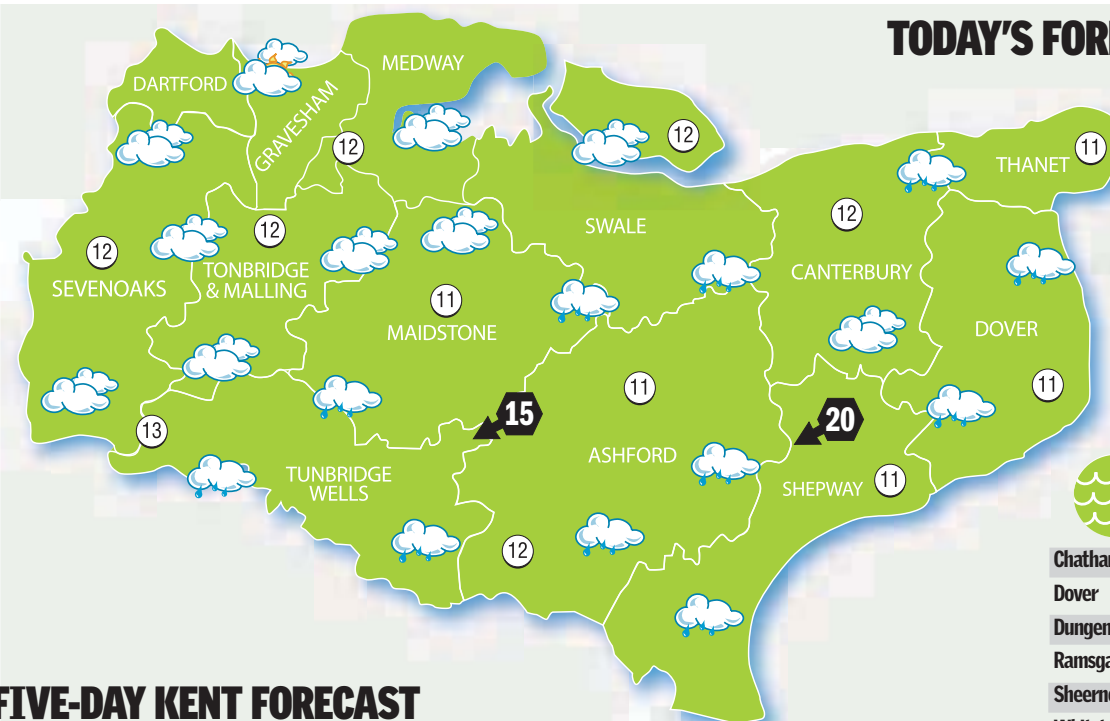 TODAY'S
DARTFORD
GRAVESHAM
MEDWAY
12
12
THANET
11
SWALE
12
12
TONBRIDGE
& MALLING
12
SEVENOAKS
CANTERBURY
11
MAIDSTONE
DOVER
11
11
13
15
20
ASHFORD
TUNBRIDGE
WELLS
SHEPWAY
11
12
Dover
FIVE-DAY KENT FORECAST